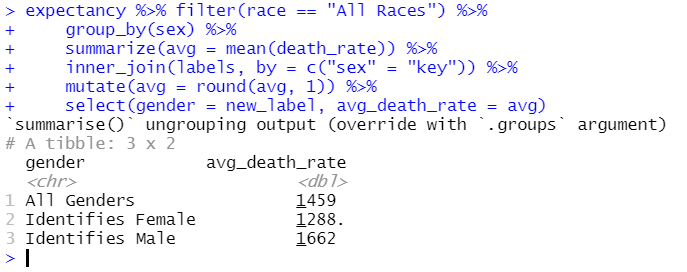 > expectancy %>% filter(race == "All Races") %>%
+     group_by(sex) %>%
+     summarize(avg = mean(death_rate)) %>%
+     inner_join(labels, by = c("sex" = "key")) %>%
+     mutate(avg = round(avg, 1)) %>%
+     select(gender = new_label, avg_death_rate = avg)
`summarise()` ungrouping output (override with `.groups` argument)
# A tibble: 3 x 2
  gender            avg_death_rate
  <chr>                      <dbl>
1 All Genders                1459
2 Identifies Female          1288.
3 Identifies Male            1662
>